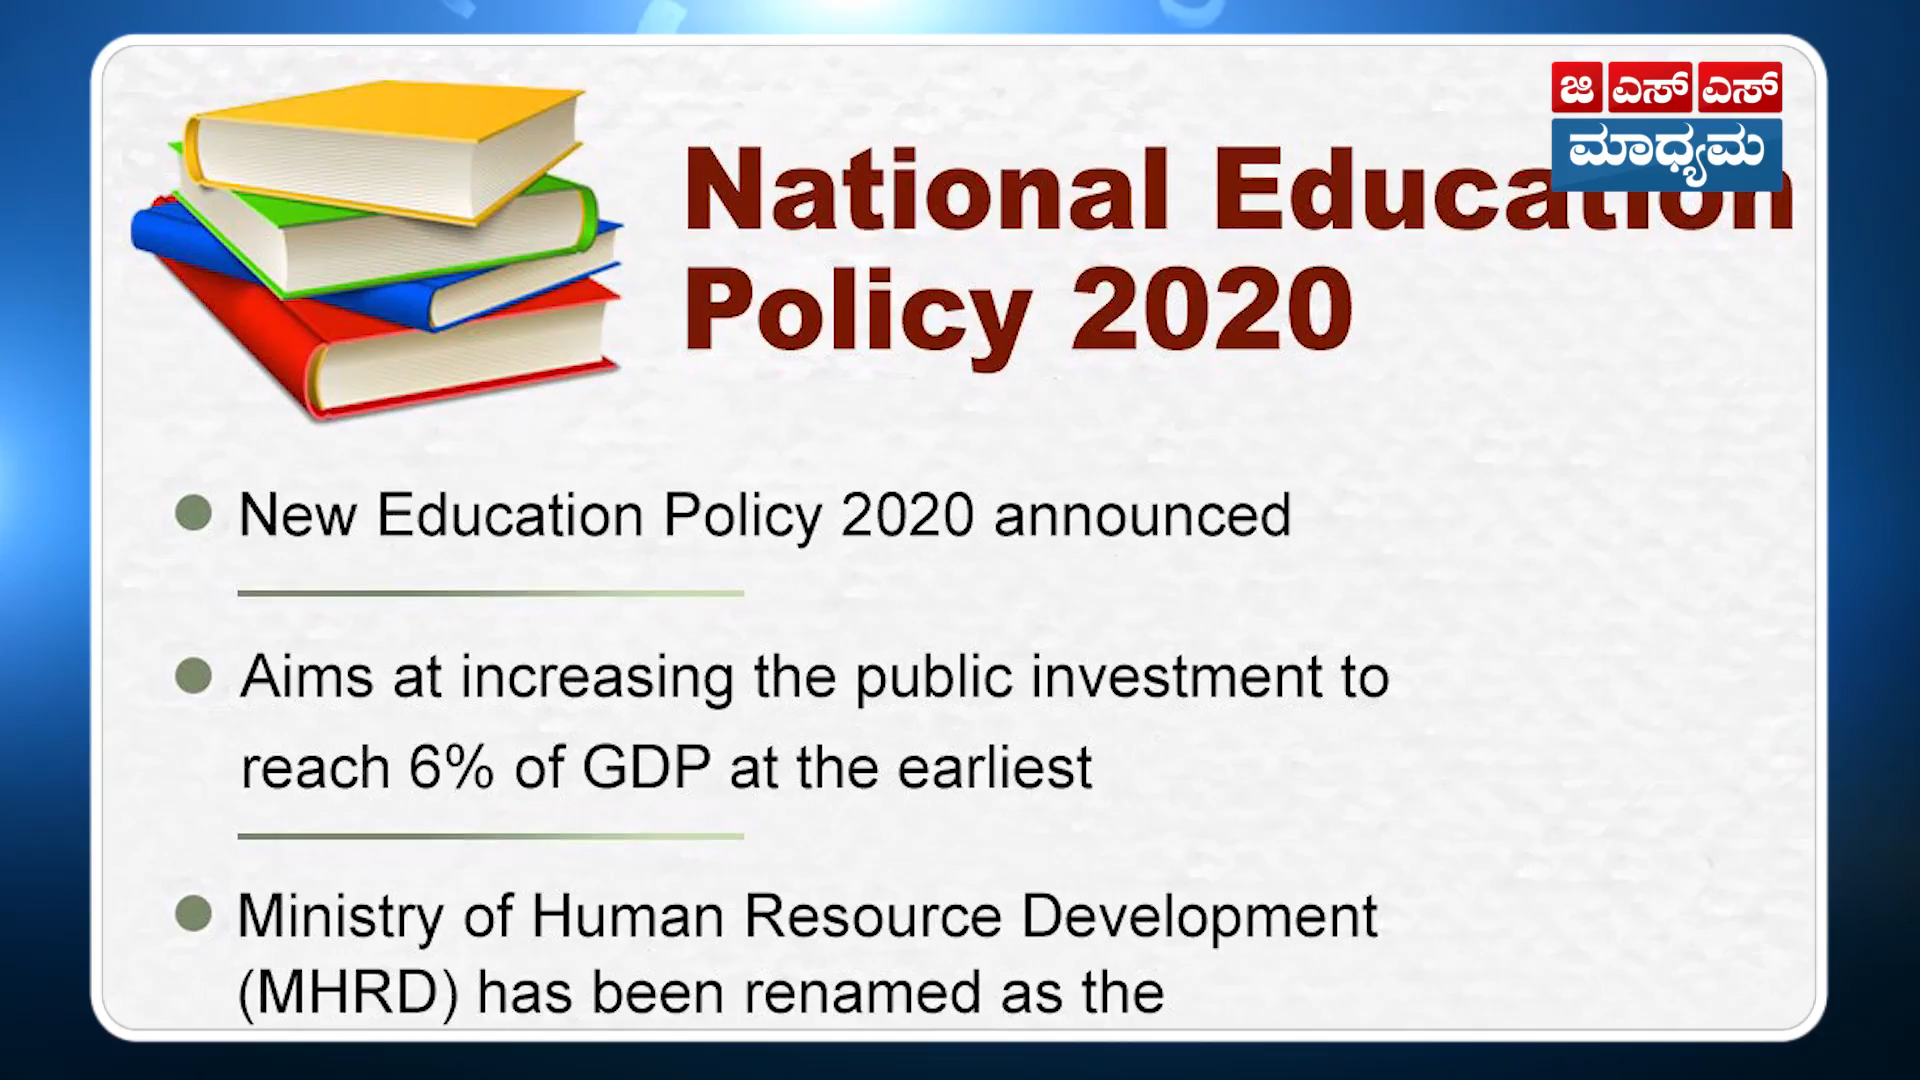 ಜಿ ಎಸ್ ಎಸ್
ಮಾಧ್ಯಮ
National Education
Policy 2020
New Education Policy 2020 announced
Aims at increasing the public investment to
reach 6% of GDP at the earliest
Ministry of Human Resource Development
(MHRD) has been renamed as the